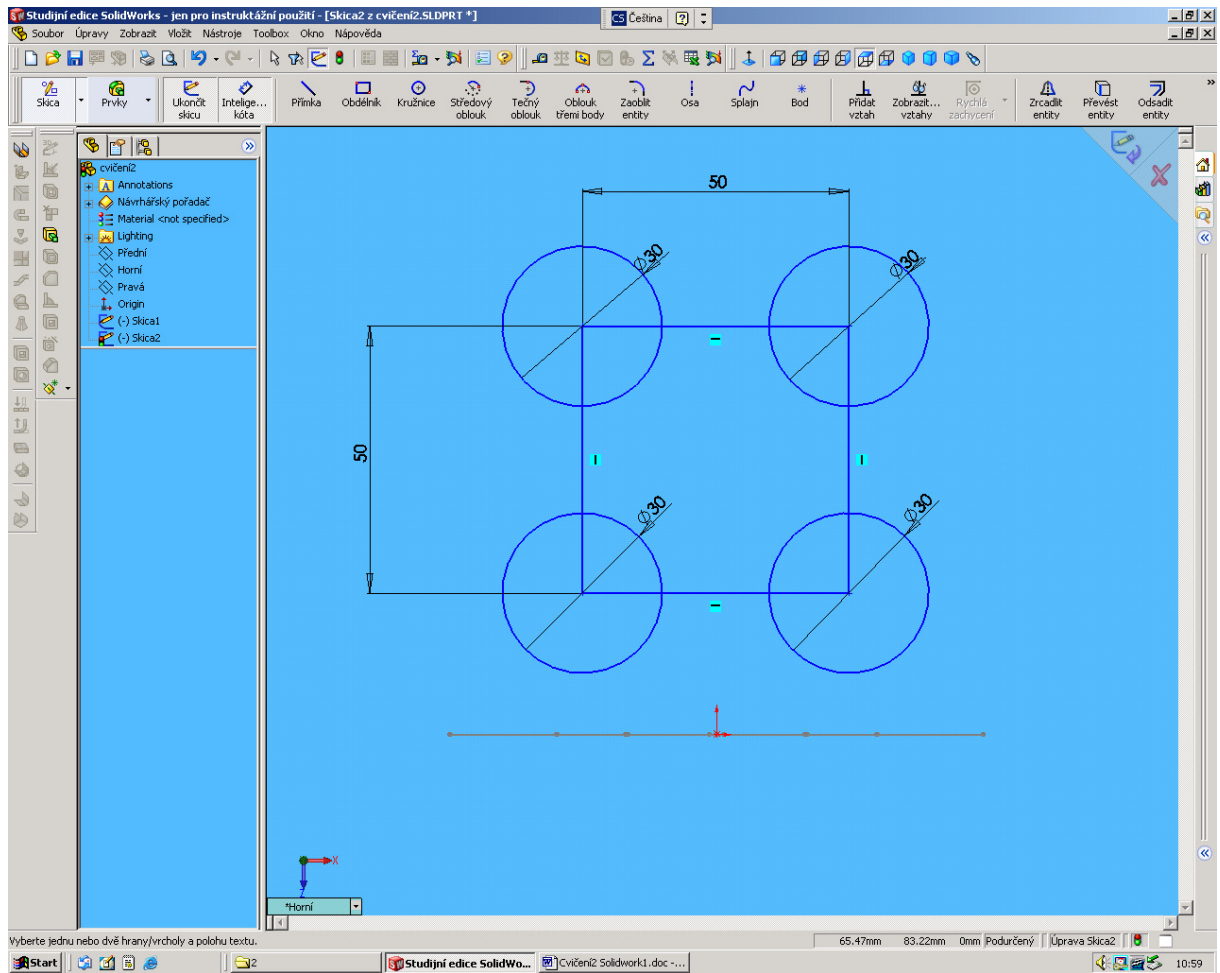 Studijní edice SolidWorks - jen pro instruktážní použití - [Skica2 z cvičení2.SLDPRT *]
CS Čeština
Soubor Úpravy Zobrazit Vložit Nástroje Toolbox Okno Nápověda
Skica Prvky Ukončit skicu Intelige... kóta Přímka Obdélník Kružnice Středový oblouk Tečný oblouk Oblouk třemi body Zaoblit entity Osa Splajn Bod Přidat vztah Zobrazit... vztahy Rychlá zachycení Zrcadlit entity Převést entity Odsadit entity
cvičení2
Annotations
Návrhářský pořadač
Material <not specified>
Lighting
Přední
Horní
Pravá
Origin
(-) Skica1
(-) Skica2
50
Ø30
Ø30
50
Ø30
Ø30
X
Z
*Horní
Vyberte jednu nebo dvě hrany/vrcholy a polohu textu.
65.47mm 83.22mm 0mm Podurčený Úprava Skica2
Start 2 Studijní edice SolidWo... Cvičení2 Solidwork1.doc -... 10:59